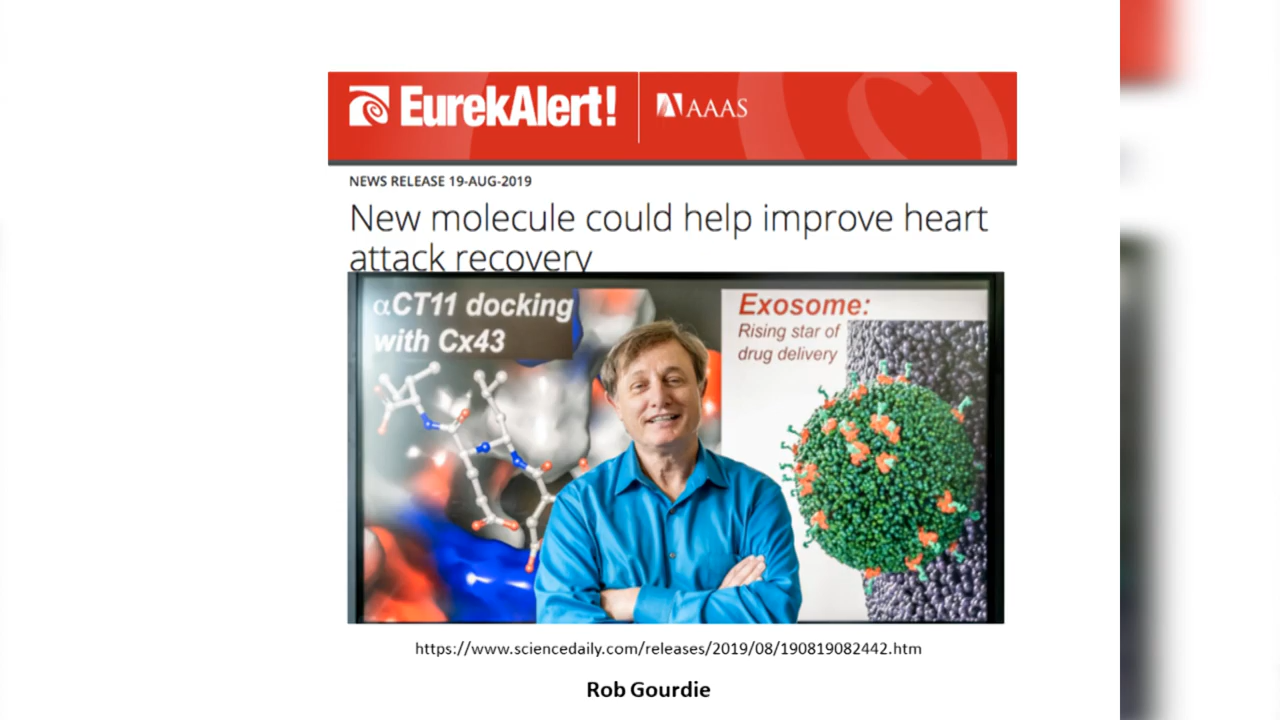 EurekAlert!
AAAS
NEWS RELEASE 19-AUG-2019
New molecule could help improve heart
attack recovery
αCT11 docking
with Cx43
Exosome:
Rising star of
drug delivery
https://www.sciencedaily.com/releases/2019/08/190819082442.htm
Rob Gourdie